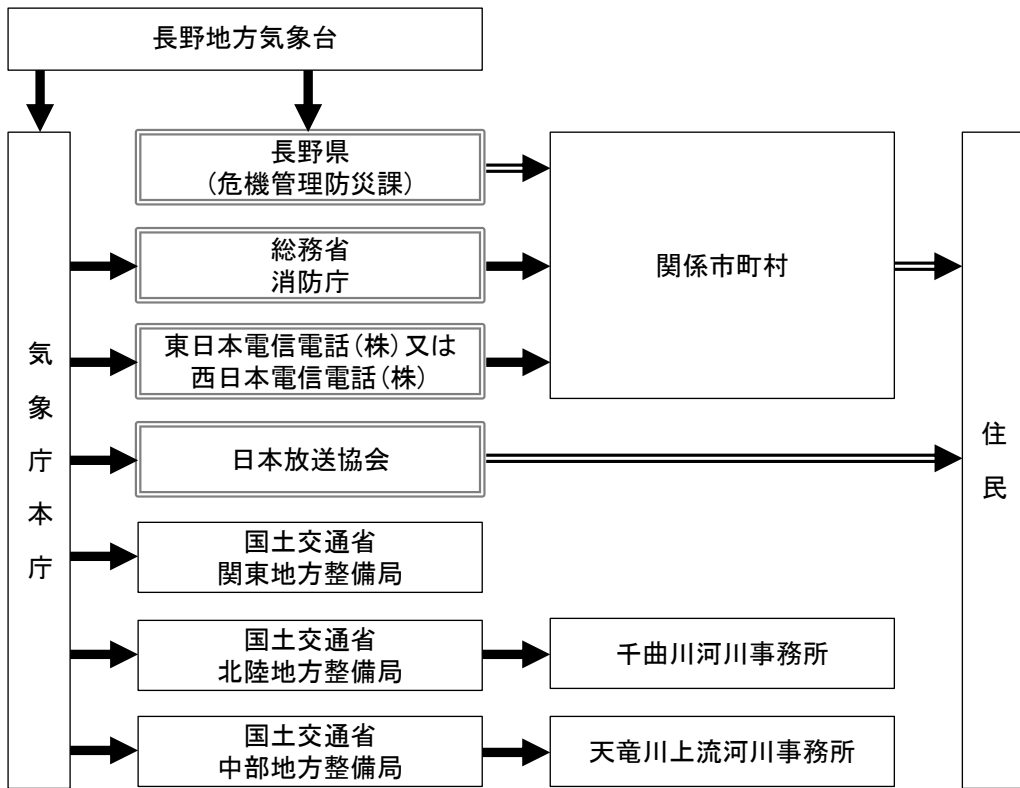 長野地方気象台
気象庁本庁
長野県
(危機管理防災課)
総務省
消防庁
東日本電信電話(株)又は
西日本電信電話(株)
日本放送協会
国土交通省
関東地方整備局
国土交通省
北陸地方整備局
国土交通省
中部地方整備局
関係市町村
千曲川河川事務所
天竜川上流河川事務所
住民